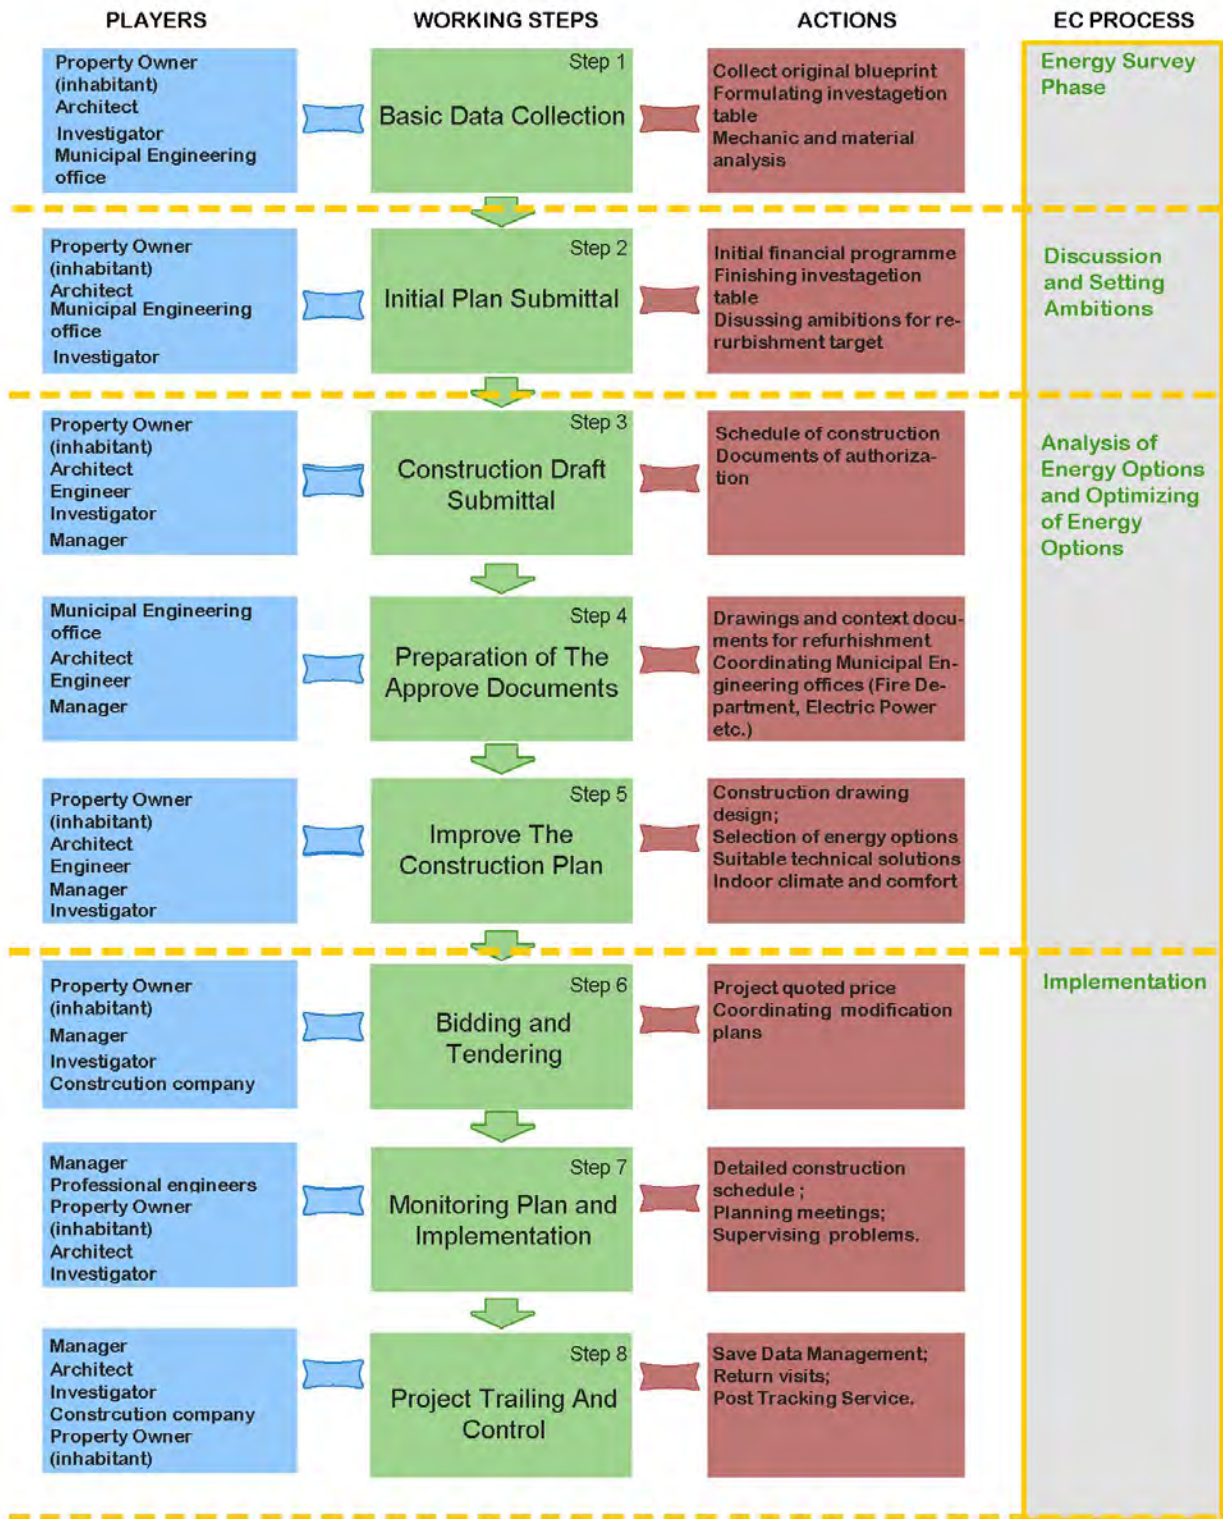 PLAYERS
WORKING STEPS
ACTIONS
EC PROCESS
Property Owner
(inhabitant)
Architect
Investigator
Municipal Engineering
office
Step 1
Basic Data Collection
Collect original blueprint
Formulating investagetion
table
Mechanic and material
analysis
Energy Survey
Phase
Property Owner
(inhabitant)
Architect
Municipal Engineering
office
Investigator
Step 2
Initial Plan Submittal
Initial financial programme
Finishing investagetion
table
Disussing amibitions for re-
rurbishment target
Discussion
and Setting
Ambitions
Property Owner
(inhabitant)
Architect
Engineer
Investigator
Manager
Step 3
Construction Draft
Submittal
Schedule of construction
Documents of authoriza-
tion
Analysis of
Energy Options
and Optimizing
of Energy
Options
Municipal Engineering
office
Architect
Engineer
Manager
Step 4
Preparation of The
Approve Documents
Drawings and context docu-
ments for refurhishment
Coordinating Municipal En-
gineering offices (Fire De-
partment, Electric Power
etc.)
Property Owner
(inhabitant)
Architect
Engineer
Manager
Investigator
Step 5
Improve The
Construction Plan
Construction drawing
design;
Selection of energy options
Suitable technical solutions
Indoor climate and comfort
Property Owner
(inhabitant)
Manager
Investigator
Constrcution company
Step 6
Bidding and
Tendering
Project quoted price
Coordinating modification
plans
Implementation
Manager
Professional engineers
Property Owner
(inhabitant)
Architect
Investigator
Step 7
Monitoring Plan and
Implementation
Detailed construction
schedule ;
Planning meetings;
Supervising problems.
Manager
Architect
Investigator
Constrcution company
Property Owner
(inhabitant)
Step 8
Project Trailing And
Control
Save Data Management;
Return visits;
Post Tracking Service.